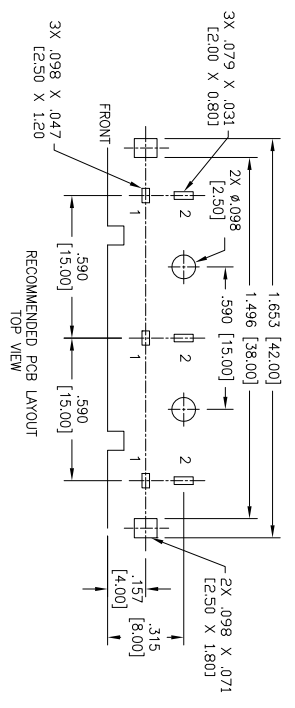 1.653 [42.00]
1.496 [38.00]
3X .079 X .031
[2.00 X 0.80]
2X ø.098
[2.50]
.590 [15.00]
2X .098 X .071
[2.50 X 1.80]
2
2
2
1
1
1
3X .098 X .047
[2.50 X 1.20
FRONT
.590
[15.00]
.590
[15.00]
.157
[4.00]
.315
[8.00]
RECOMMENDED PCB LAYOUT
TOP VIEW